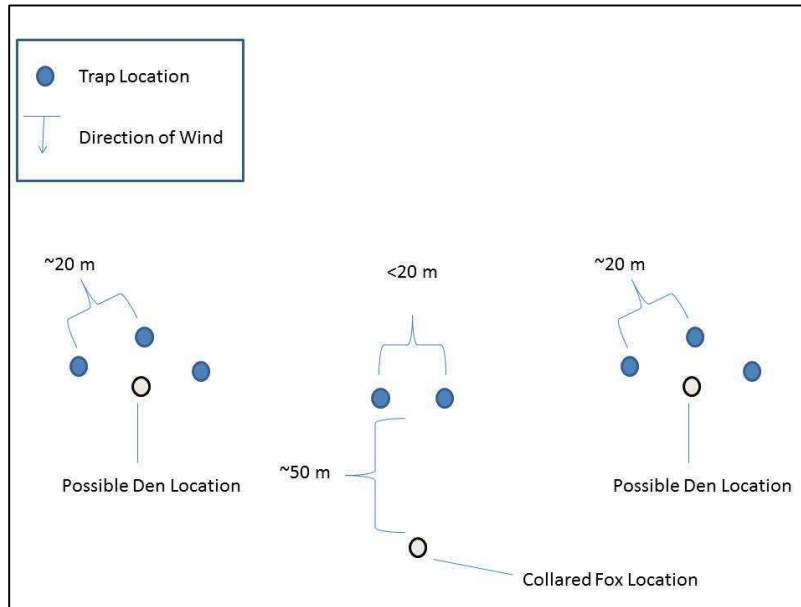 Trap Location
Direction of Wind
~20 m
<20 m
~20 m
~50 m
Possible Den Location
Possible Den Location
Collared Fox Location